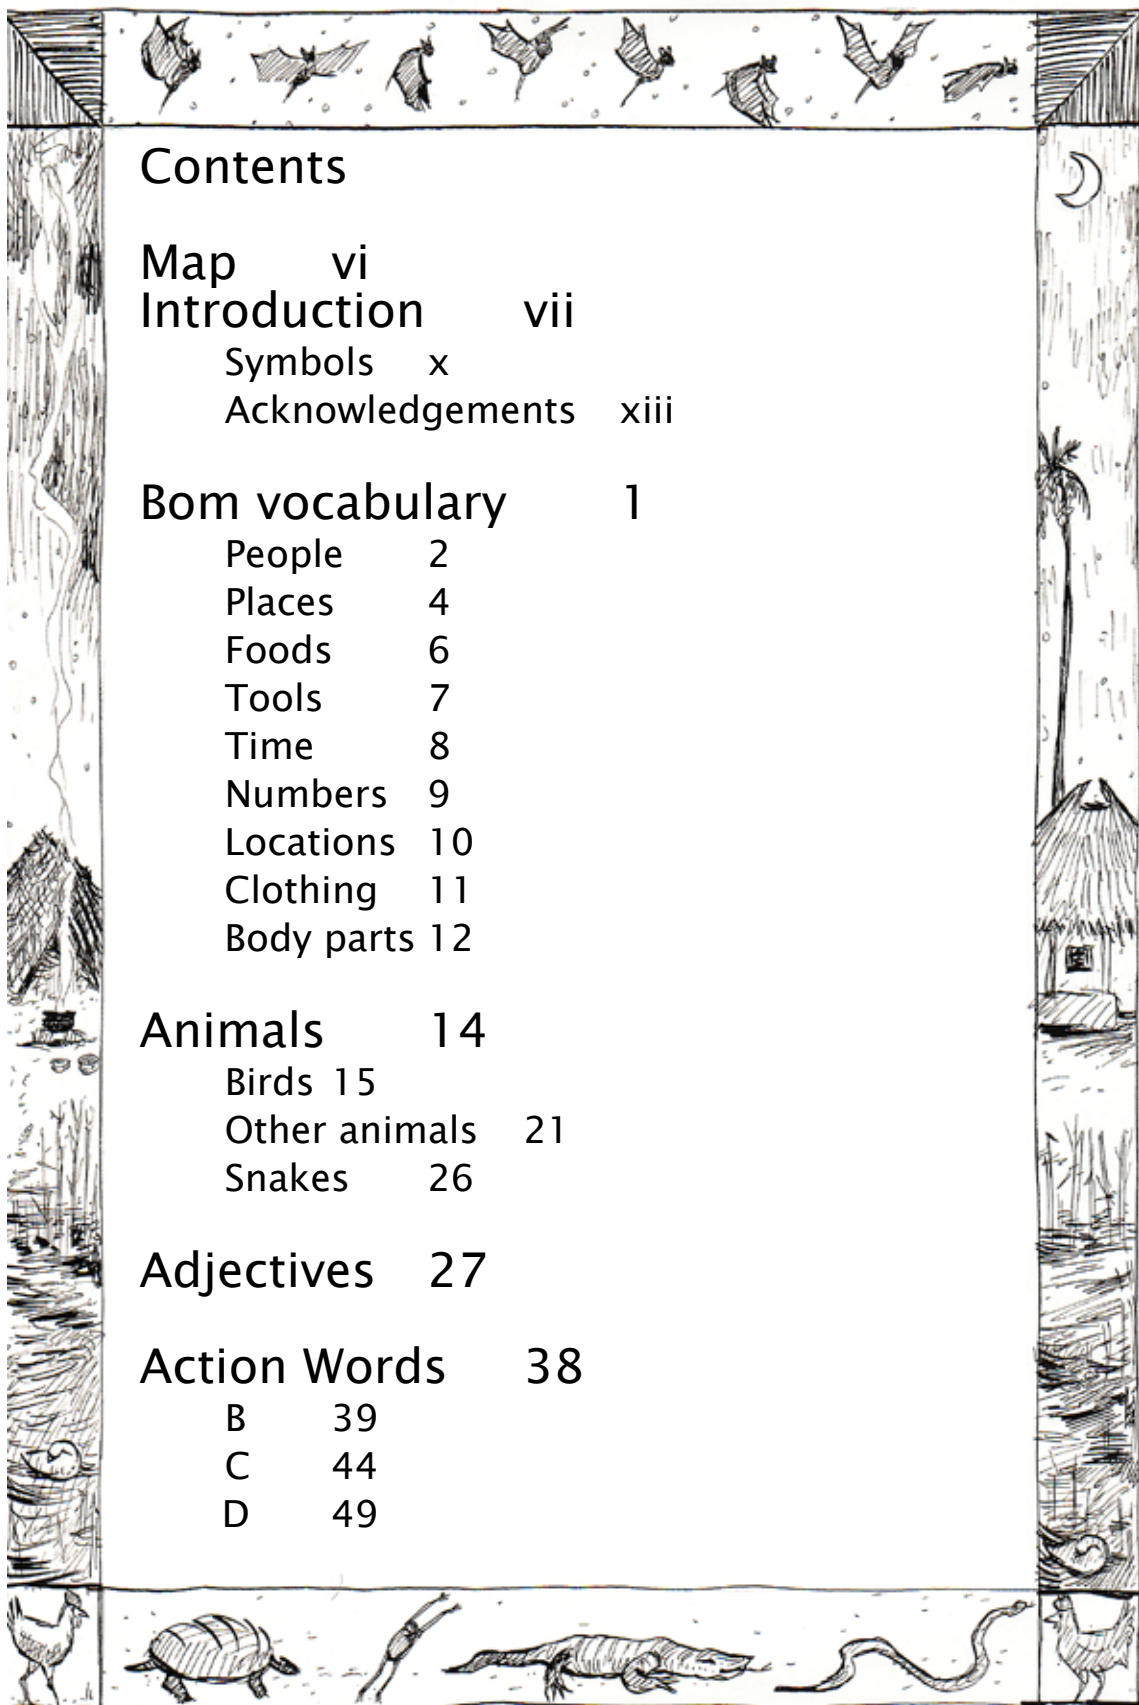 Contents
Map vi
Introduction vii
Symbols x
Acknowledgements xiii
Bom vocabulary 1
People 2
Places 4
Foods 6
Tools 7
Time 8
Numbers 9
Locations 10
Clothing 11
Body parts 12
Animals 14
Birds 15
Other animals 21
Snakes 26
Adjectives 27
Action Words 38
B 39
C 44
D 49